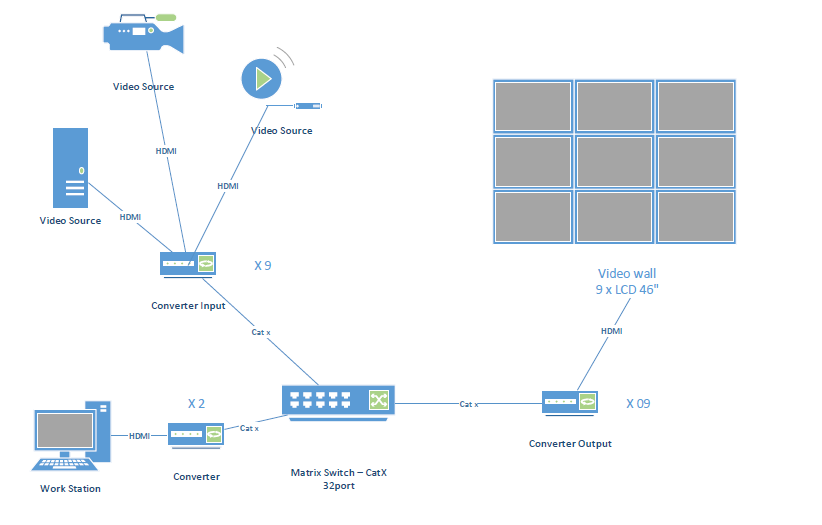 Video Source
Video Source
HDMI
HDMI
HDMI
Video Source
X 9
Converter Input
Cat x
Video wall
9 x LCD 46"
HDMI
X 2
Cat x
X 09
Cat x
HDMI
Converter Output
Converter
Matrix Switch – CatX
32port
Work Station